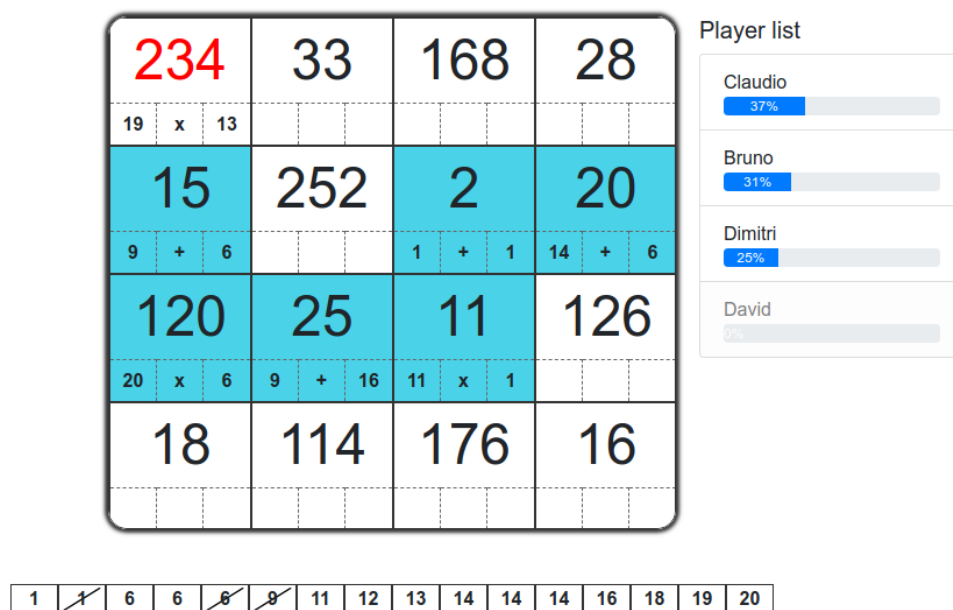 234 33 168 28
19 x 13
15 252 2 20
9 + 6 1 + 1 14 + 6
120 25 11 126
20 x 6 9 + 16 11 x 1
18 114 176 16
Player list
Claudio
37%
Bruno
31%
Dimitri
25%
David
0%
1 1 6 6 6 9 11 12 13 14 14 14 16 18 19 20